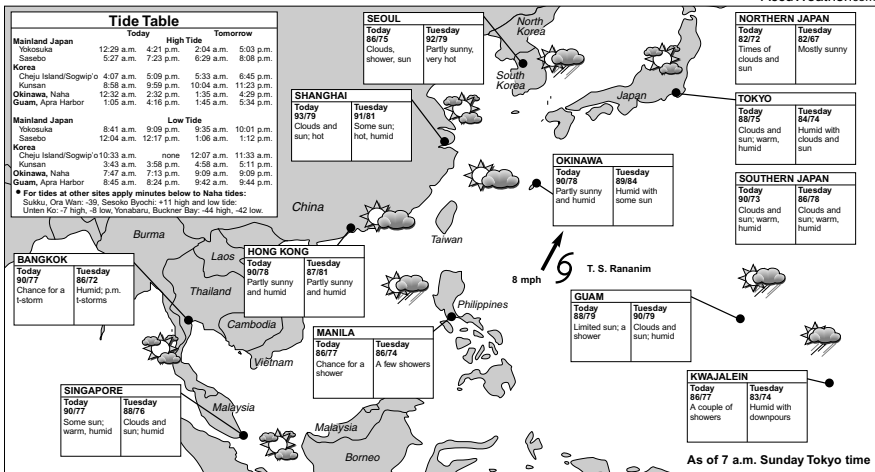 Tide Table
Today Tomorrow
Mainland Japan High Tide
Yokosuka 12:29 a.m. 4:21 p.m. 2:04 a.m. 5:03 p.m.
Sasebo 5:27 a.m. 7:23 p.m. 6:29 a.m. 8:08 p.m.
Korea
Cheju Island/Sogwip'o 4:07 a.m. 5:09 p.m. 5:33 a.m. 6:45 p.m.
Kunsan 8:58 a.m. 9:59 p.m. 10:04 a.m. 11:23 p.m.
Okinawa, Naha 12:32 a.m. 2:32 p.m. 1:35 a.m. 4:29 p.m.
Guam, Apra Harbor 1:05 a.m. 4:16 p.m. 1:45 a.m. 5:34 p.m.
Mainland Japan Low Tide
Yokosuka 8:41 a.m. 9:09 p.m. 9:35 a.m. 10:01 p.m.
Sasebo 12:04 a.m. 12:17 p.m. 1:06 a.m. 1:12 p.m.
Korea
Cheju Island/Sogwip'o 10:33 a.m. none 12:07 a.m. 11:33 a.m.
Kunsan 3:43 a.m. 3:58 p.m. 4:58 a.m. 5:11 p.m.
Okinawa, Naha 7:47 a.m. 7:13 p.m. 9:09 p.m. 9:09 p.m.
Guam, Apra Harbor 8:45 a.m. 8:24 p.m. 9:42 a.m. 9:44 p.m.
• For tides at other sites apply minutes below to Naha tides:
Sukku, Ora Wan: -39, Sesoko Byochi: +11 high and low tide:
Unten Ko: -7 high, -8 low, Yonabaru, Buckner Bay: -44 high, -42 low.
SEOUL
Today
86/75
Clouds,
shower, sun
Tuesday
92/79
Partly sunny,
very hot
North
Korea
South
Korea
Japan
NORTHERN JAPAN
Today
82/72
Times of
clouds and
sun
Tuesday
82/67
Mostly sunny
SHANGHAI
Today
93/79
Clouds and
sun; hot
Tuesday
91/81
Some sun;
hot, humid
TOKYO
Today
88/75
Clouds and
sun; warm,
humid
Tuesday
84/74
Humid with
clouds and
sun
OKINAWA
Today
90/78
Partly sunny
and humid
Tuesday
89/84
Humid with
some sun
SOUTHERN JAPAN
Today
90/73
Clouds and
sun; warm,
humid
Tuesday
86/78
Clouds and
sun; warm,
humid
China
Taiwan
Burma
Laos
Thailand
Cambodia
Vietnam
Philippines
BANGKOK
Today
90/77
Chance for a
t-storm
Tuesday
86/72
Humid; p.m.
t-storms
HONG KONG
Today
90/78
Partly sunny
and humid
Tuesday
87/81
Partly sunny
and humid
8 mph
T. S. Rananim
GUAM
Today
88/79
Limited sun; a
shower
Tuesday
90/79
Clouds and
sun; humid
MANILA
Today
86/77
Chance for a
shower
Tuesday
86/74
A few showers
KWAJALEIN
Today
86/77
A couple of
showers
Tuesday
83/74
Humid with
downpours
SINGAPORE
Today
90/77
Some sun;
warm, humid
Tuesday
88/76
Clouds and
sun; humid
Malaysia
Malaysia
Borneo
As of 7 a.m. Sunday Tokyo time